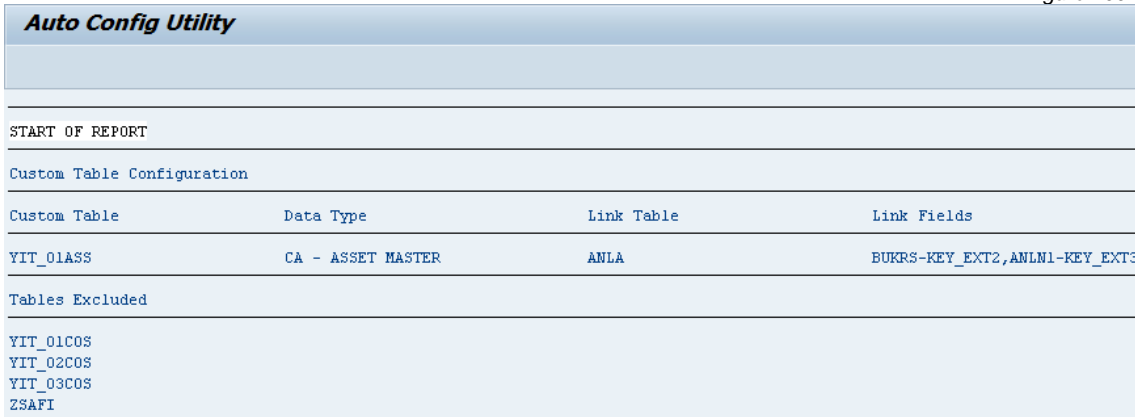 Auto Config Utility
START OF REPORT
Custom Table Configuration
Custom Table Data Type Link Table Link Fields
YIT_01ASS CA - ASSET MASTER ANLA BUKRS-KEY_EXT2,ANLN1-KEY_EXT3
Tables Excluded
YIT_01COS
YIT_02COS
YIT_03COS
ZSAFI